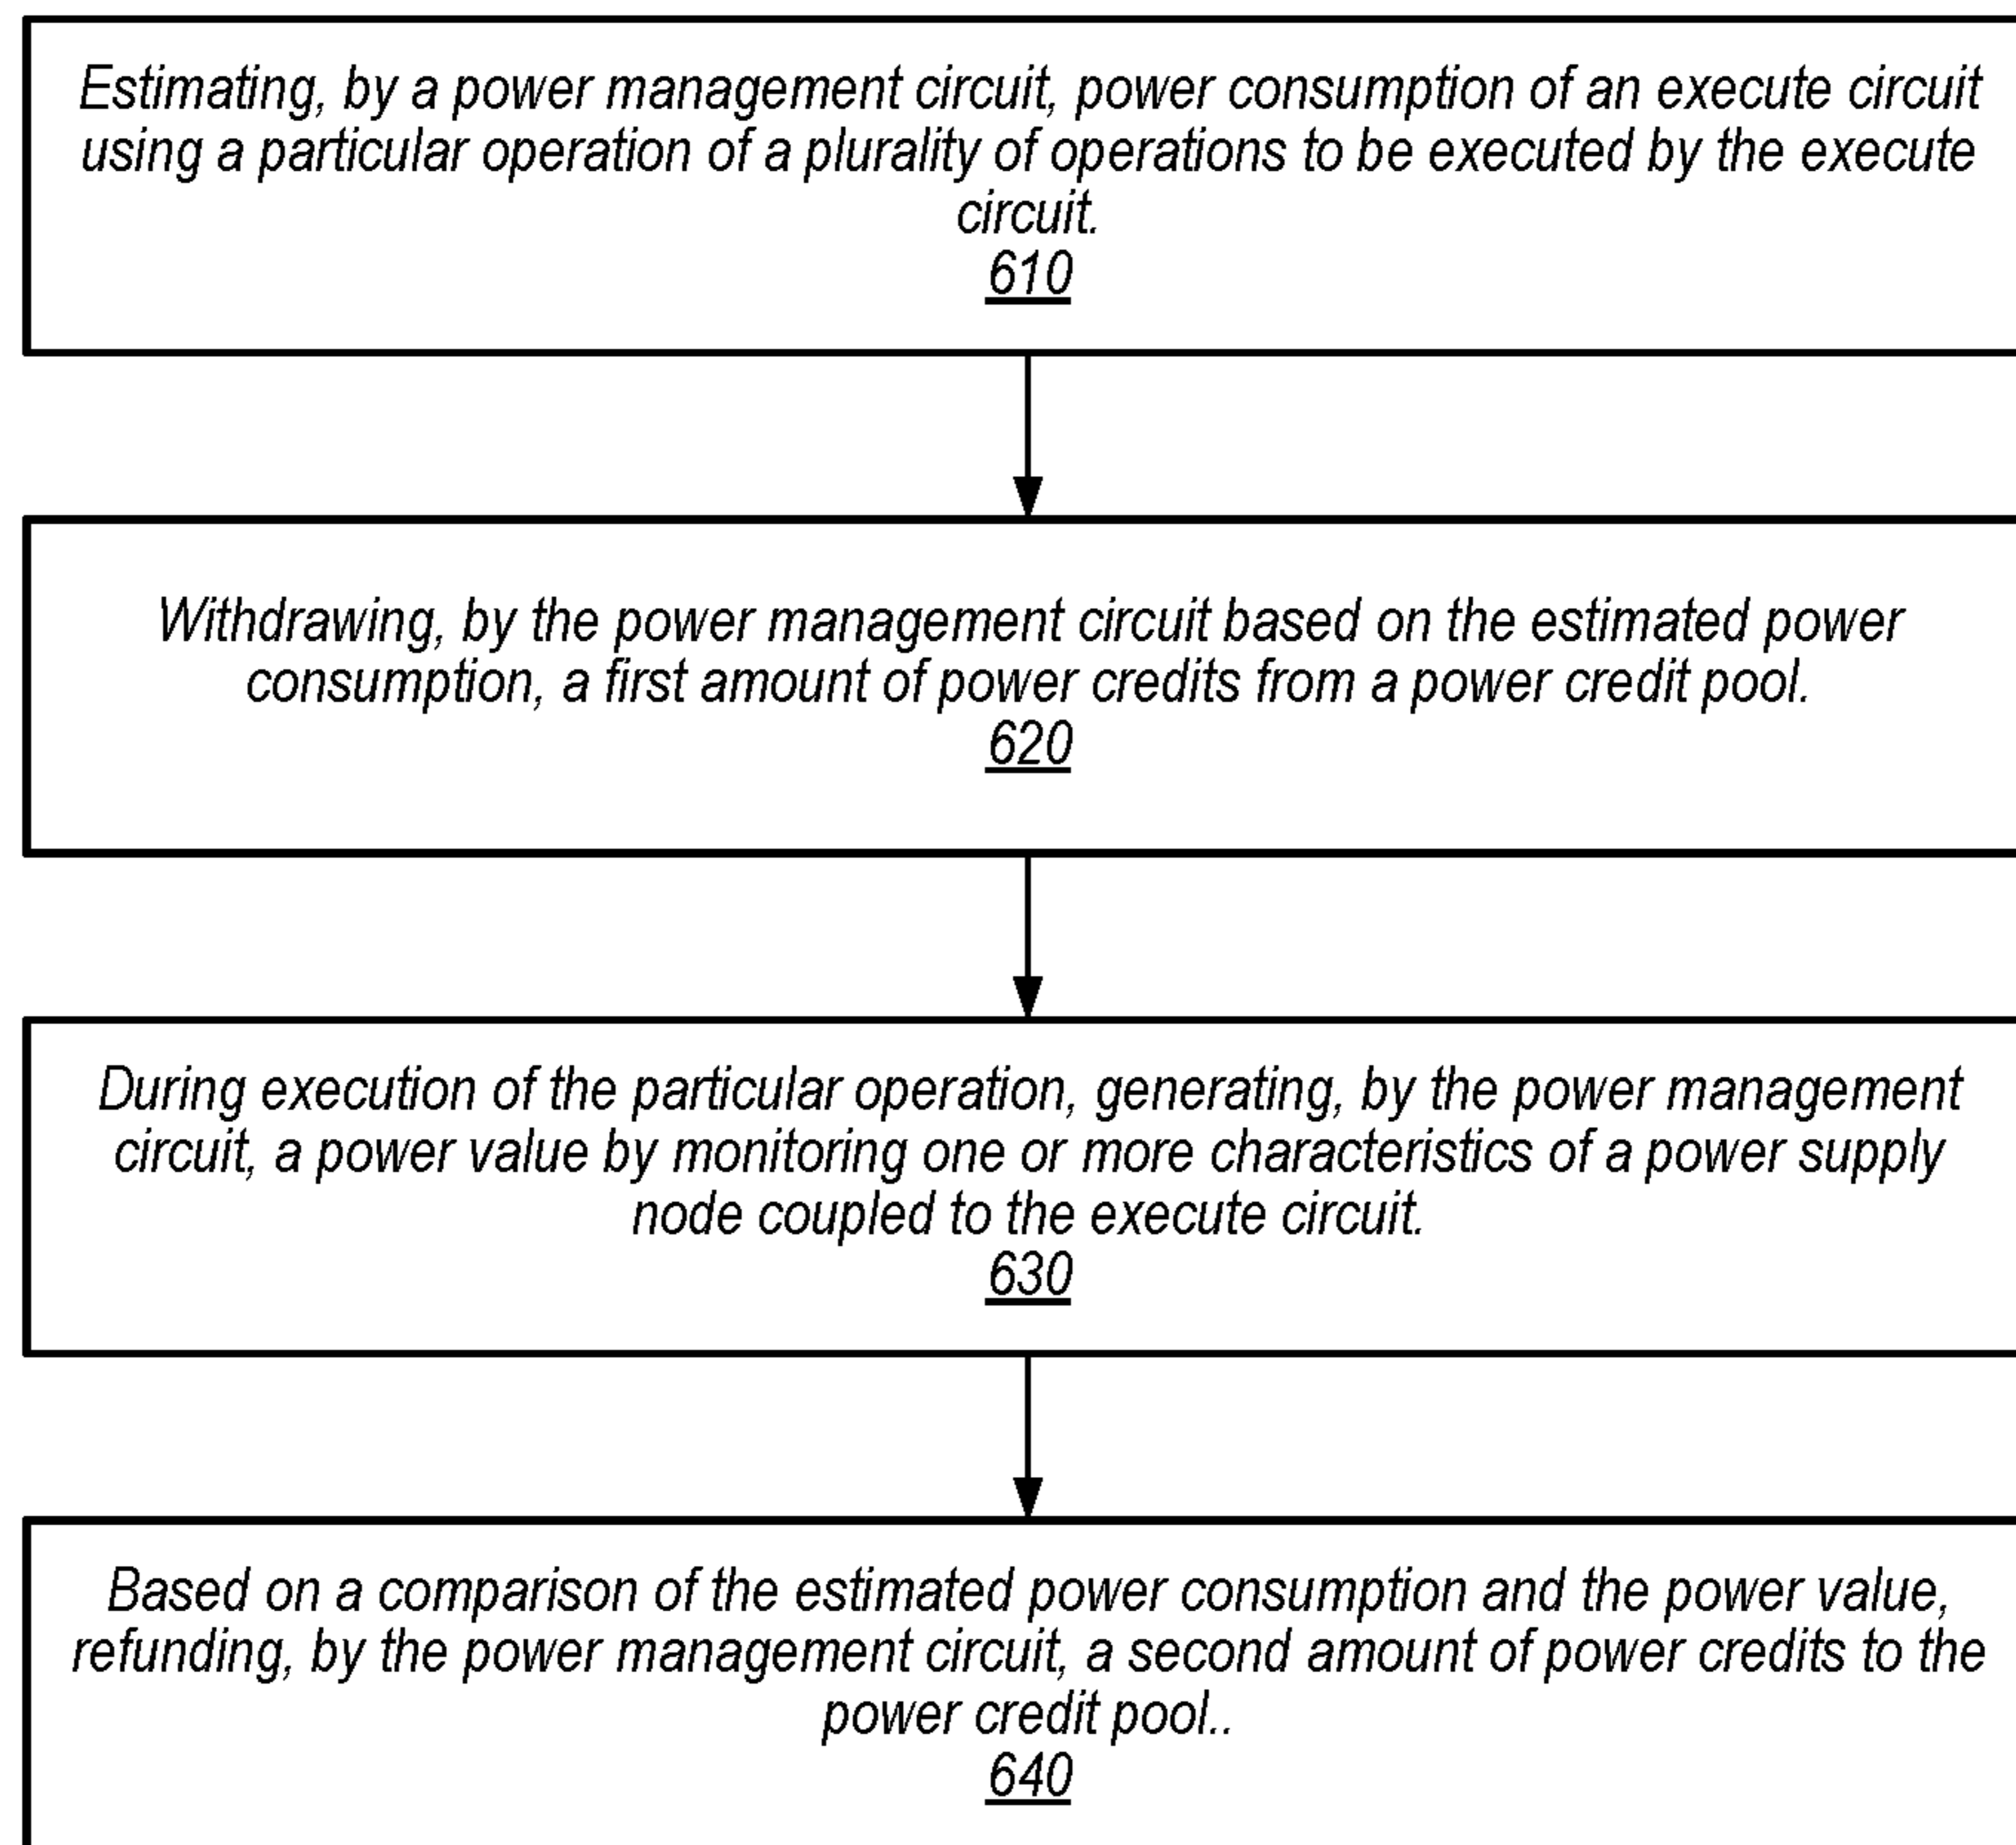 Estimating, by a power management circuit, power consumption of an execute circuit
using a particular operation of a plurality of operations to be executed by the execute
circuit.
610
Withdrawing, by the power management circuit based on the estimated power
consumption, a first amount of power credits from a power credit pool.
620
During execution of the particular operation, generating, by the power management
circuit, a power value by monitoring one or more characteristics of a power supply
node coupled to the execute circuit.
630
Based on a comparison of the estimated power consumption and the power value,
refunding, by the power management circuit, a second amount of power credits to the
power credit pool..
640